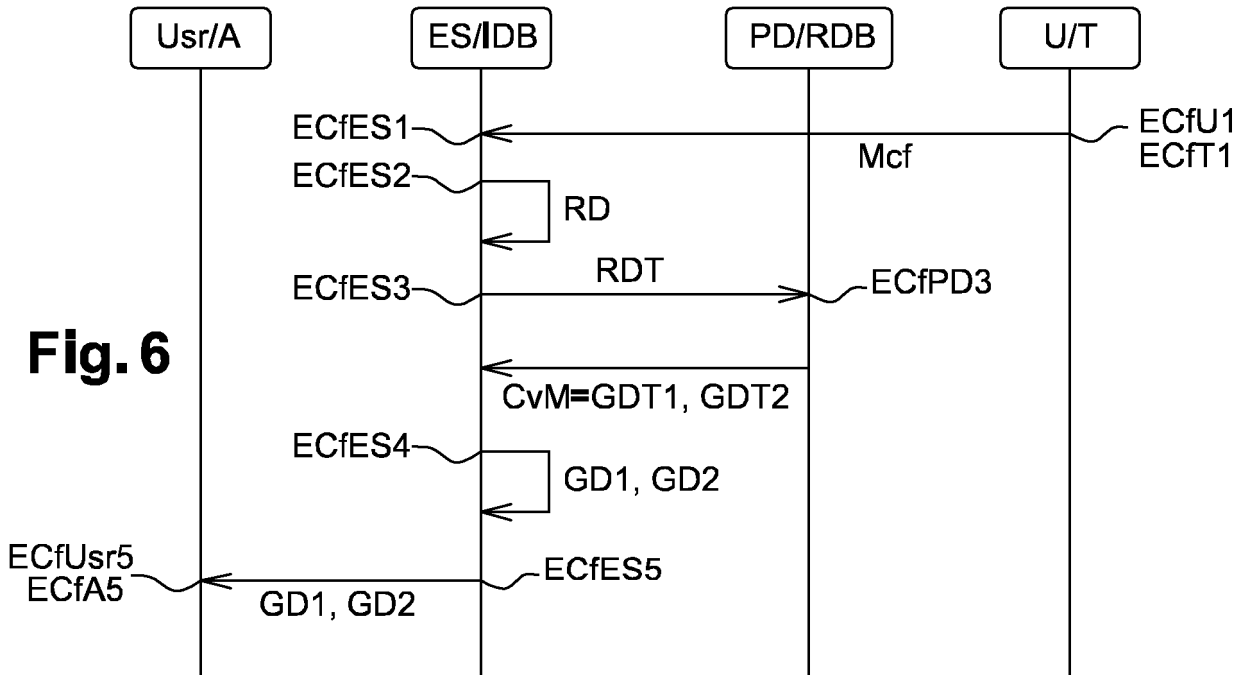 Usr/A
ES/IDB
PD/RDB
U/T
ECfES1
ECfU1
ECfT1
Mcf
ECfES2
RD
ECfES3
RDT
ECfPD3
Fig. 6
CvM=GDT1, GDT2
ECfES4
GD1, GD2
ECfUsr5
ECfA5
ECfES5
GD1, GD2